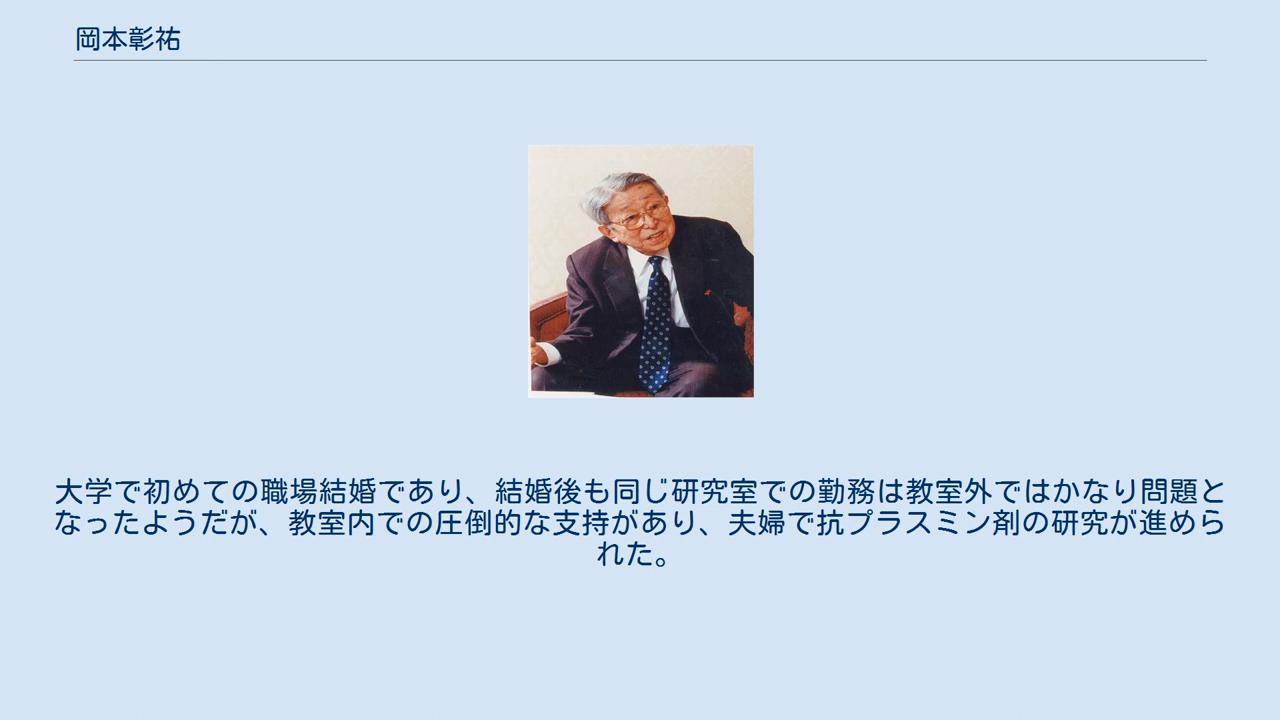 岡本彰祐
大学で初めての職場結婚であり、結婚後も同じ研究室での勤務は教室外ではかなり問題と
なったようだが、教室内での圧倒的な支持があり、夫婦で抗プラスミン剤の研究が進めら
れた。